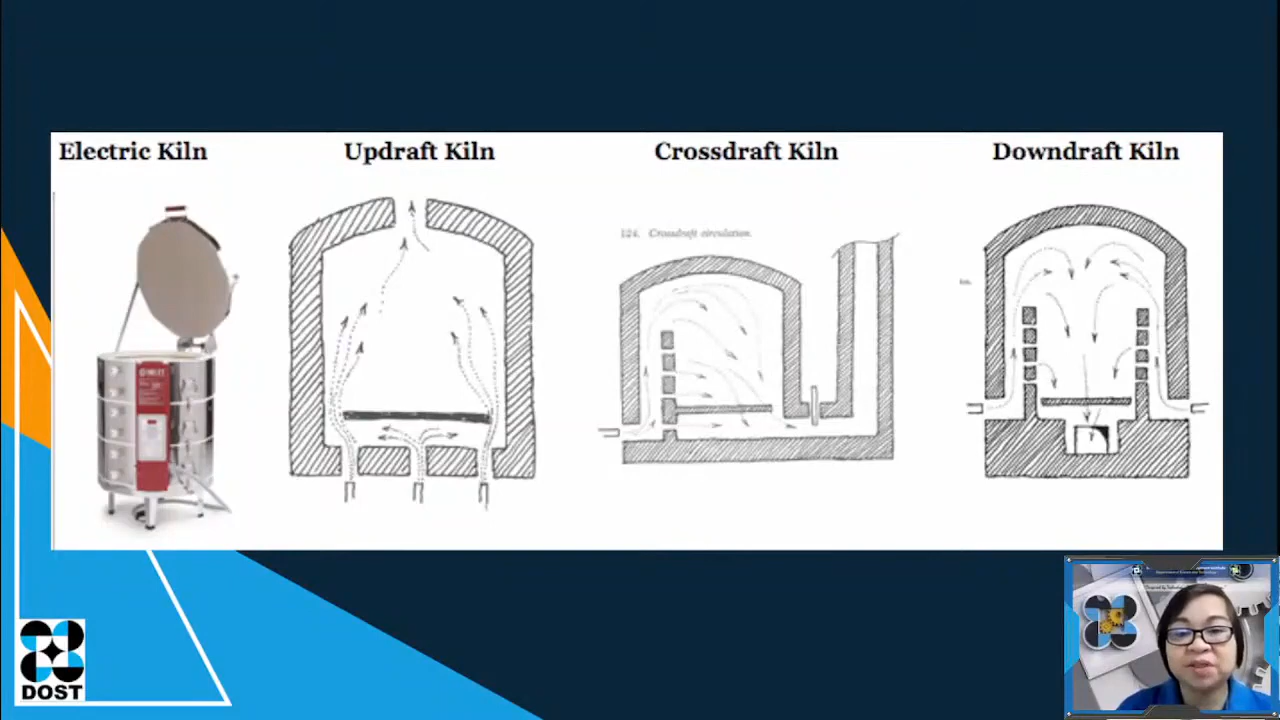 Electric Kiln
Updraft Kiln
Crossdraft Kiln
Downdraft Kiln
124. Crossdraft circulation.
DOST